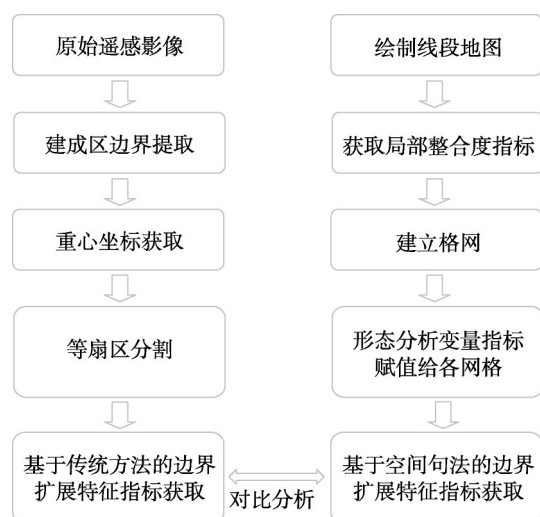 原始遥感影像
建成区边界提取
重心坐标获取
等扇区分割
基于传统方法的边界
扩展特征指标获取
对比分析
绘制线段地图
获取局部整合度指标
建立格网
形态分析变量指标
赋值给各网格
基于空间句法的边界
扩展特征指标获取